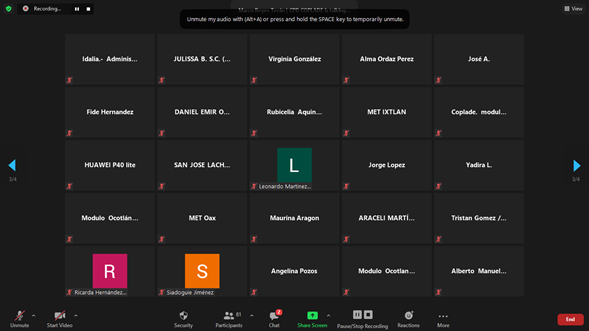 Recording...
View
Unmute my audio with (Alt+A) or press and hold the SPACE key to temporarily unmute.
Idalia.- Adminis...
JULISSA B. S.C. (...
Virginia González
Alma Ordaz Perez
José A.
Fide Hernandez
DANIEL EMIR O...
Rubicelia Aquin...
MET IXTLAN
Coplade. modul...
HUAWEI P40 lite
SAN JOSE LACH...
L
Leonardo Martinez...
Jorge Lopez
Yadira L.
3/4
3/4
Modulo Ocotlán...
MET Oax
Maurina Aragon
ARACELI MARTÍ...
Tristan Gomez /...
R
Ricarda Hernández...
S
Siadoguie Jiménez
Angelina Pozos
Modulo Ocotlan...
Alberto Manuel...
Unmute
Start Video
Security
Participants
81
Chat
Share Screen
Pause/Stop Recording
Reactions
More
End